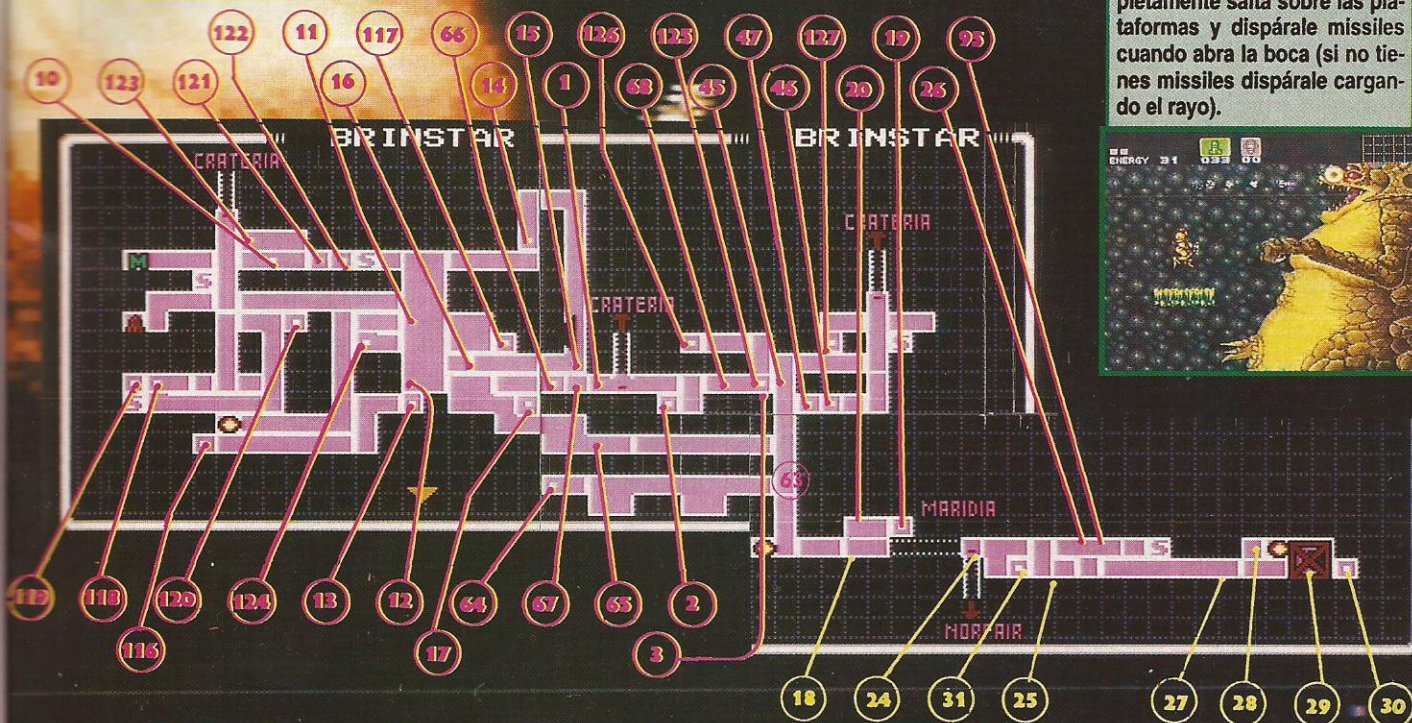 pletamente salta sobre las pla-
taformas y dispárale missiles
cuando abra la boca (si no tie-
nes missiles dispárale cargan-
do el rayo).
122 11 117 66 15 126 125 47 127 19 95
10 123 121 16 14 1 68 45 46 20 26
BRINSTAR BRINSTAR
ENERGY 31 033 00
CRATERIA
CRATERIA
M S
S
CRATERIA
S
S
63
MARIDIA
S
NORFAIR
119 118 120 124 13 12 64 67 65 2
116 17 3
18 24 31 25 27 28 29 30